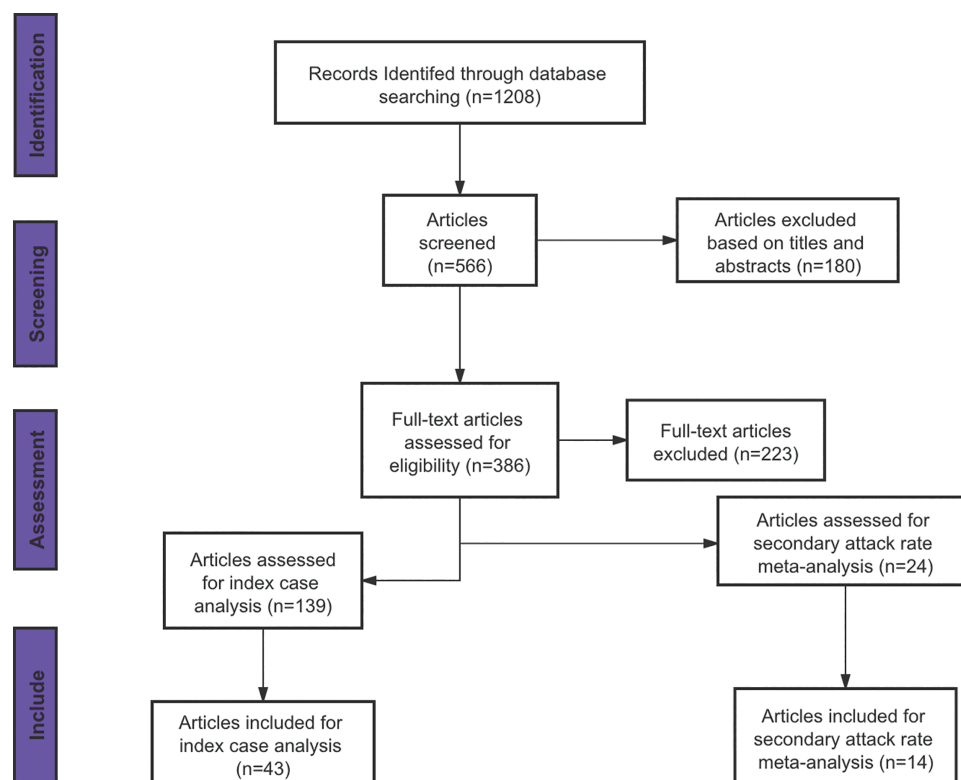 Identification
Records Identifed through database
searching (n=1208)
Screening
Articles
screened
(n=566)
Articles excluded
based on titles and
abstracts (n=180)
Assessment
Full-text articles
assessed for
eligibility (n=386)
Full-text articles
excluded (n=223)
Articles assessed
for index case
analysis (n=139)
Articles assessed for
secondary attack rate
meta-analysis (n=24)
Include
Articles included for
index case analysis
(n=43)
Articles included for
secondary attack rate
meta-analysis (n=14)